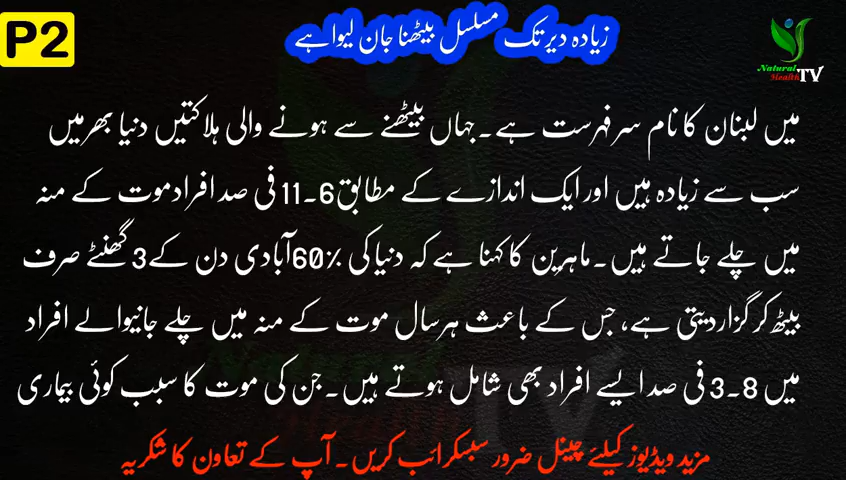 P2
زیادہ دیر تک مسلسل بیٹھنا جان لیوا ہے
Natural
Health TV
میں لبنان کا نام سرفہرست ہے۔ جہاں بیٹھنے سے ہونے والی ہلاکتیں دنیا بھر میں
سب سے زیادہ ہیں اور ایک اندازے کے مطابق 6۔11 فی صد افراد موت کے منہ
میں چلے جاتے ہیں۔ ماہرین کا کہنا ہے کہ دنیا کی %60 آبادی دن کے 3 گھنٹے صرف
بیٹھ کر گزار دیتی ہے، جس کے باعث ہر سال موت کے منہ میں چلے جانیوالے افراد
میں 8۔3 فی صد ایسے افراد بھی شامل ہوتے ہیں۔ جن کی موت کا سبب کوئی بیماری
مزید ویڈیوز کیلئے چینل ضرور سبسکرائب کریں۔ آپ کے تعاون کا شکریہ